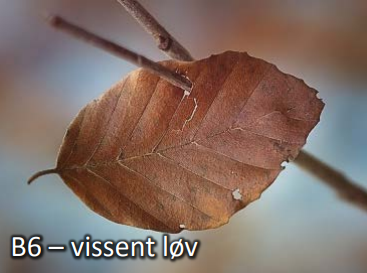 B6 – vissent løv